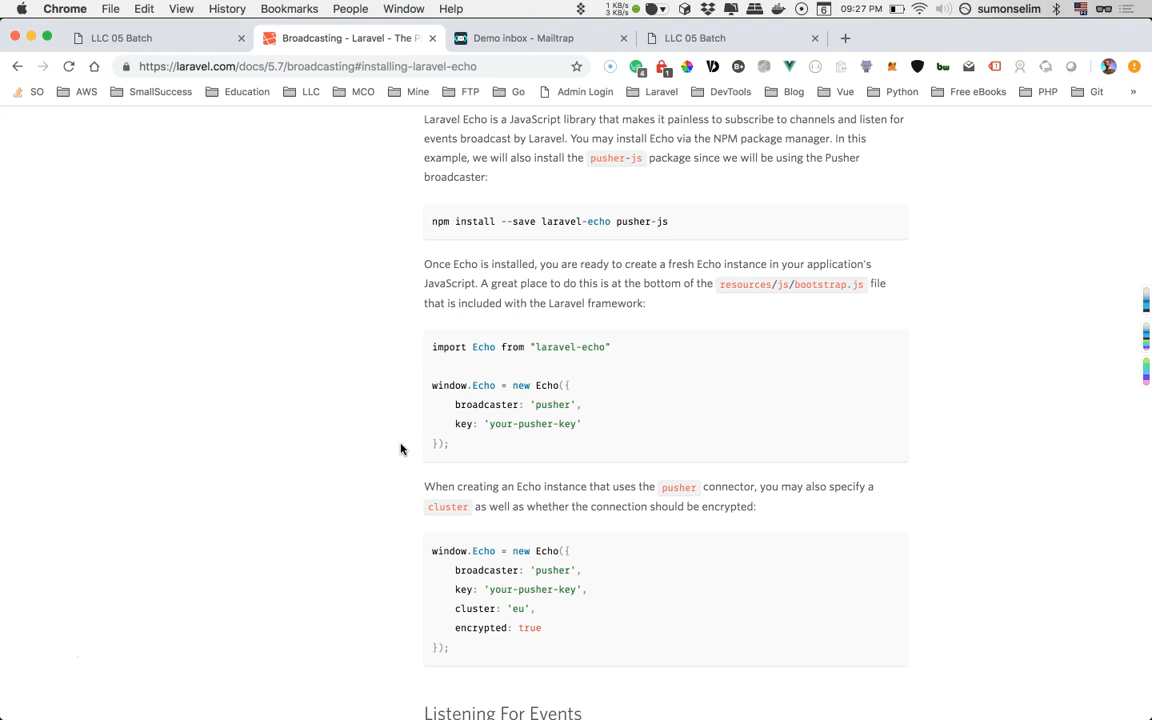 Chrome File Edit View History Bookmarks People Window Help 1 KB/s 3 KB/s 6 09:27 PM sumonselim
LLC 05 Batch Broadcasting - Laravel - The P Demo inbox - Mailtrap LLC 05 Batch
https://laravel.com/docs/5.7/broadcasting#installing-laravel-echo
SO AWS SmallSuccess Education LLC MCO Mine FTP Go Admin Login Laravel DevTools Blog Vue Python Free eBooks PHP Git »
Laravel Echo is a JavaScript library that makes it painless to subscribe to channels and listen for
events broadcast by Laravel. You may install Echo via the NPM package manager. In this
example, we will also install the pusher-js package since we will be using the Pusher
broadcaster:
npm install --save laravel-echo pusher-js
Once Echo is installed, you are ready to create a fresh Echo instance in your application's
JavaScript. A great place to do this is at the bottom of the resources/js/bootstrap.js file
that is included with the Laravel framework:
import Echo from "laravel-echo"
window.Echo = new Echo({
broadcaster: 'pusher',
key: 'your-pusher-key'
});
When creating an Echo instance that uses the pusher connector, you may also specify a
cluster as well as whether the connection should be encrypted:
window.Echo = new Echo({
broadcaster: 'pusher',
key: 'your-pusher-key',
cluster: 'eu',
encrypted: true
});
Listening For Events